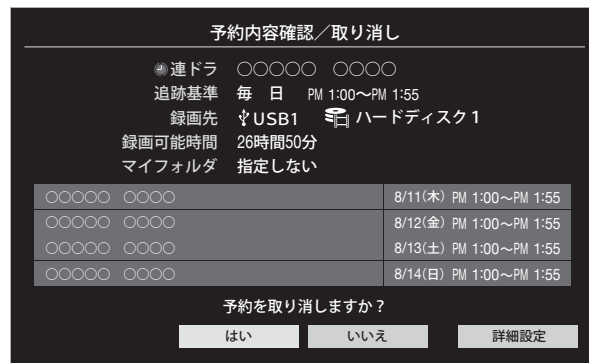 予約内容確認／取り消し
連ドラ ○○○○○ ○○○○
追跡基準 毎 日 PM 1:00～PM 1:55
録画先 USB1 ハードディスク1
録画可能時間 26時間50分
マイフォルダ 指定しない
○○○○○ ○○○○ 8/11(木) PM 1:00～PM 1:55
○○○○○ ○○○○ 8/12(金) PM 1:00～PM 1:55
○○○○○ ○○○○ 8/13(土) PM 1:00～PM 1:55
○○○○○ ○○○○ 8/14(日) PM 1:00～PM 1:55
予約を取り消しますか？
はい いいえ 詳細設定